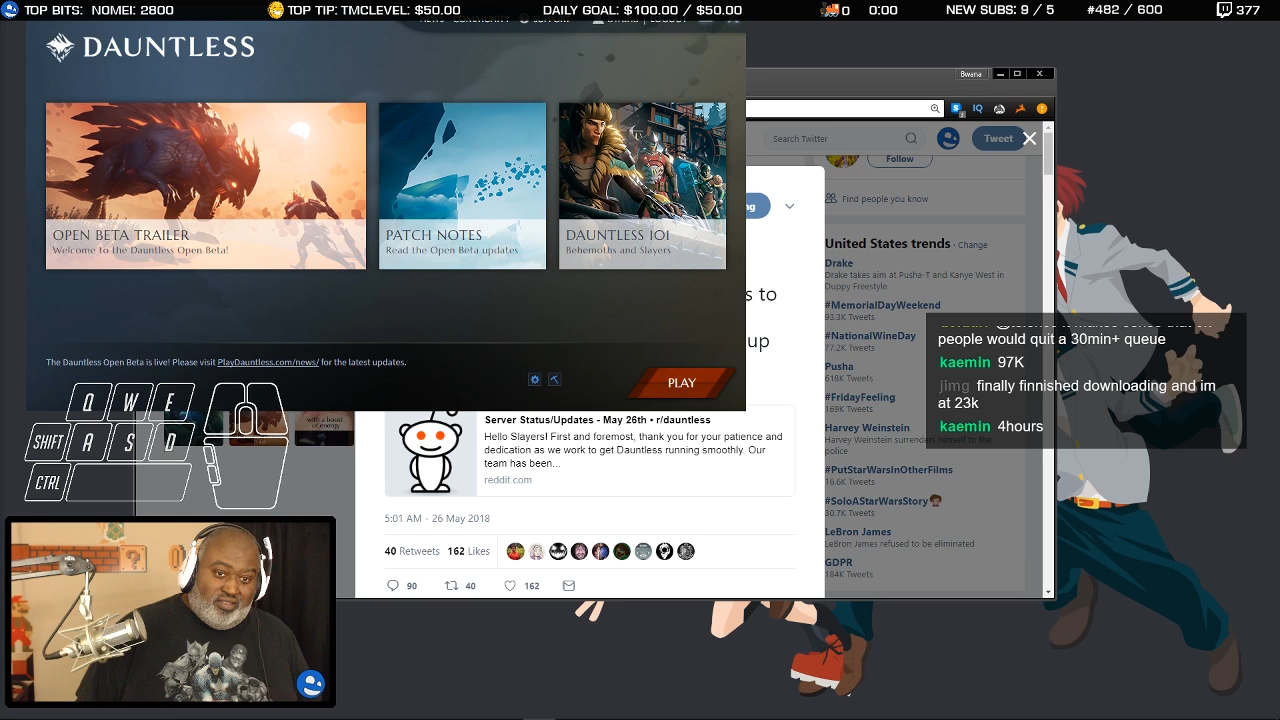 TOP BITS: NOMEI: 2800
TOP TIP: TMCLEVEL: $50.00
DAILY GOAL: $100.00 / $50.00
0
0:00
NEW SUBS: 9 / 5
#482 / 600
377
DAUNTLESS
OPEN BETA TRAILER
Welcome to the Dauntless Open Beta!
PATCH NOTES
Read the Open Beta updates
DAUNTLESS 101
Behemoths and Slayers
The Dauntless Open Beta is live! Please visit PlayDauntless.com/news/ for the latest updates.
PLAY
Bwana
IQ
Search Twitter
Tweet
Follow
Find people you know
s to
up
United States trends · Change
Drake
Drake takes aim at Pusha-T and Kanye West in
Duppy Freestyle
#MemorialDayWeekend
93.3K Tweets
#NationalWineDay
77.2K Tweets
Pusha
618K Tweets
#FridayFeeling
169K Tweets
Harvey Weinstein
Harvey Weinstein surrenders himself to the
police
#PutStarWarsInOtherFilms
16.6K Tweets
#SoloAStarWarsStory
30.7K Tweets
LeBron James
LeBron James refused to be eliminated
GDPR
184K Tweets
people would quit a 30min+ queue
kaemin 97K
jimg finally finnished downloading and im
at 23k
kaemin 4hours
Server Status/Updates - May 26th • r/dauntless
Hello Slayers! First and foremost, thank you for your patience and
dedication as we work to get Dauntless running smoothly. Our
team has been...
reddit.com
5:01 AM - 26 May 2018
40 Retweets 162 Likes
90
40
162
Q W E
SHIFT A S D
CTRL